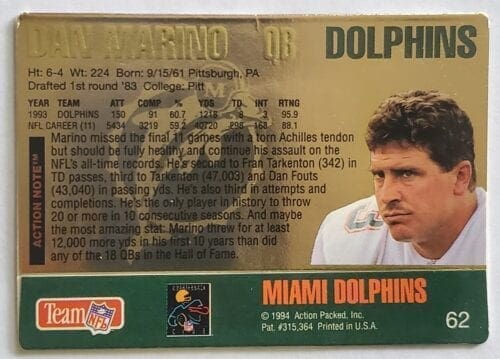 DAN MARINO QB DOLPHINS
Ht: 6-4 Wt: 224 Born: 9/15/61 Pittsburgh, PA
Drafted 1st round '83 College: Pitt
YEAR TEAM ATT COMP % YDS TD INT RTNG
1993 DOLPHINS 150 91 60.7 1218 8 3 95.9
NFL CAREER (11) 5434 3219 59.2 40720 298 168 88.1
ACTION NOTE™
Marino missed the final 11 games with a torn Achilles tendon
but should be fully healthy and continue his assault on the
NFL's all-time records. He's second to Fran Tarkenton (342) in
TD passes, third to Tarkenton (47,003) and Dan Fouts
(43,040) in passing yds. He's also third in attempts and
completions. He's the only player in history to throw
20 or more in 10 consecutive seasons. And maybe
the most amazing stat: Marino threw for at least
12,000 more yds in his first 10 years than did
any of the 18 QBs in the Hall of Fame.
Team NFL
MIAMI DOLPHINS
© 1994 Action Packed, Inc.
Pat. #315,364 Printed in U.S.A.
62